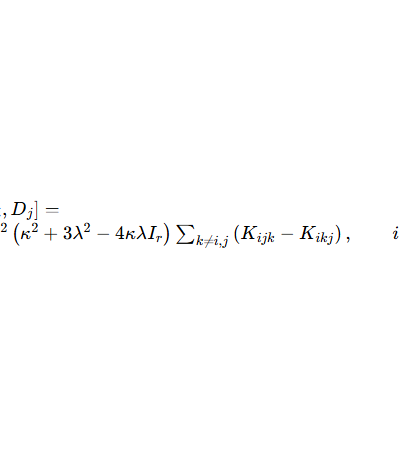 , D_j] =
^2 (κ^2 + 3λ^2 − 4κλI_r) ∑_{k≠i,j} (K_{ijk} − K_{ikj}) , i